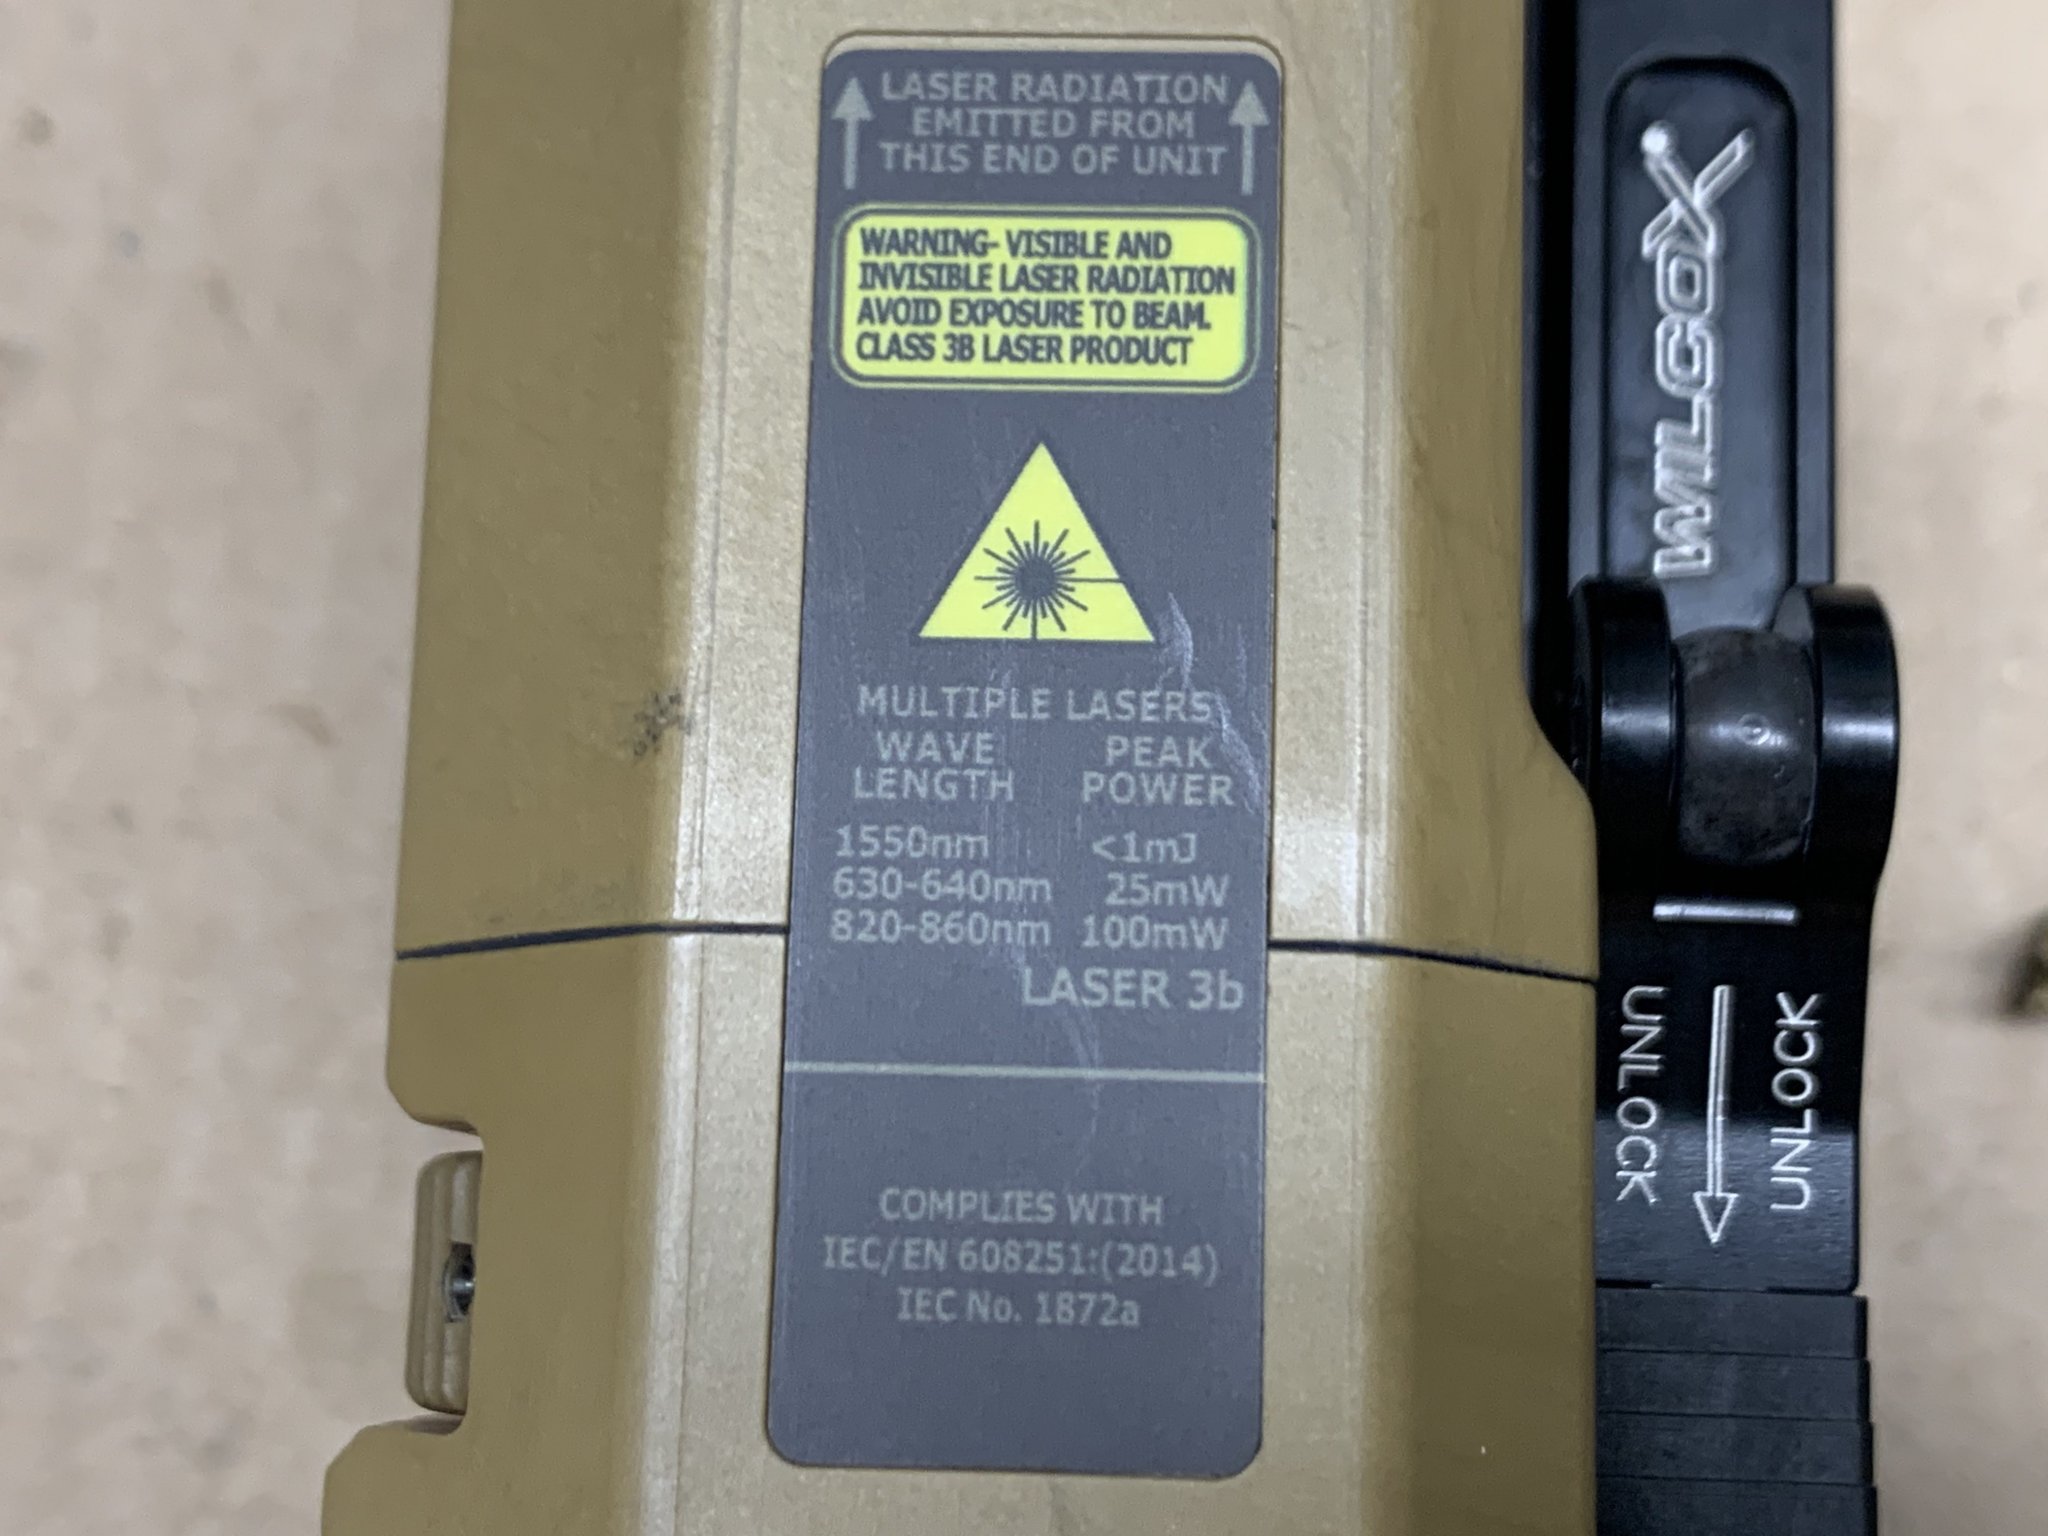 LASER RADIATION
EMITTED FROM
THIS END OF UNIT
WARNING- VISIBLE AND
INVISIBLE LASER RADIATION
AVOID EXPOSURE TO BEAM.
CLASS 3B LASER PRODUCT
MULTIPLE LASERS
WAVE PEAK
LENGTH POWER
1550nm <1mJ
630-640nm 25mW
820-860nm 100mW
LASER 3b
COMPLIES WITH
IEC/EN 608251:(2014)
IEC No. 1872a
WILCOX
UNLOCK
UNLOCK